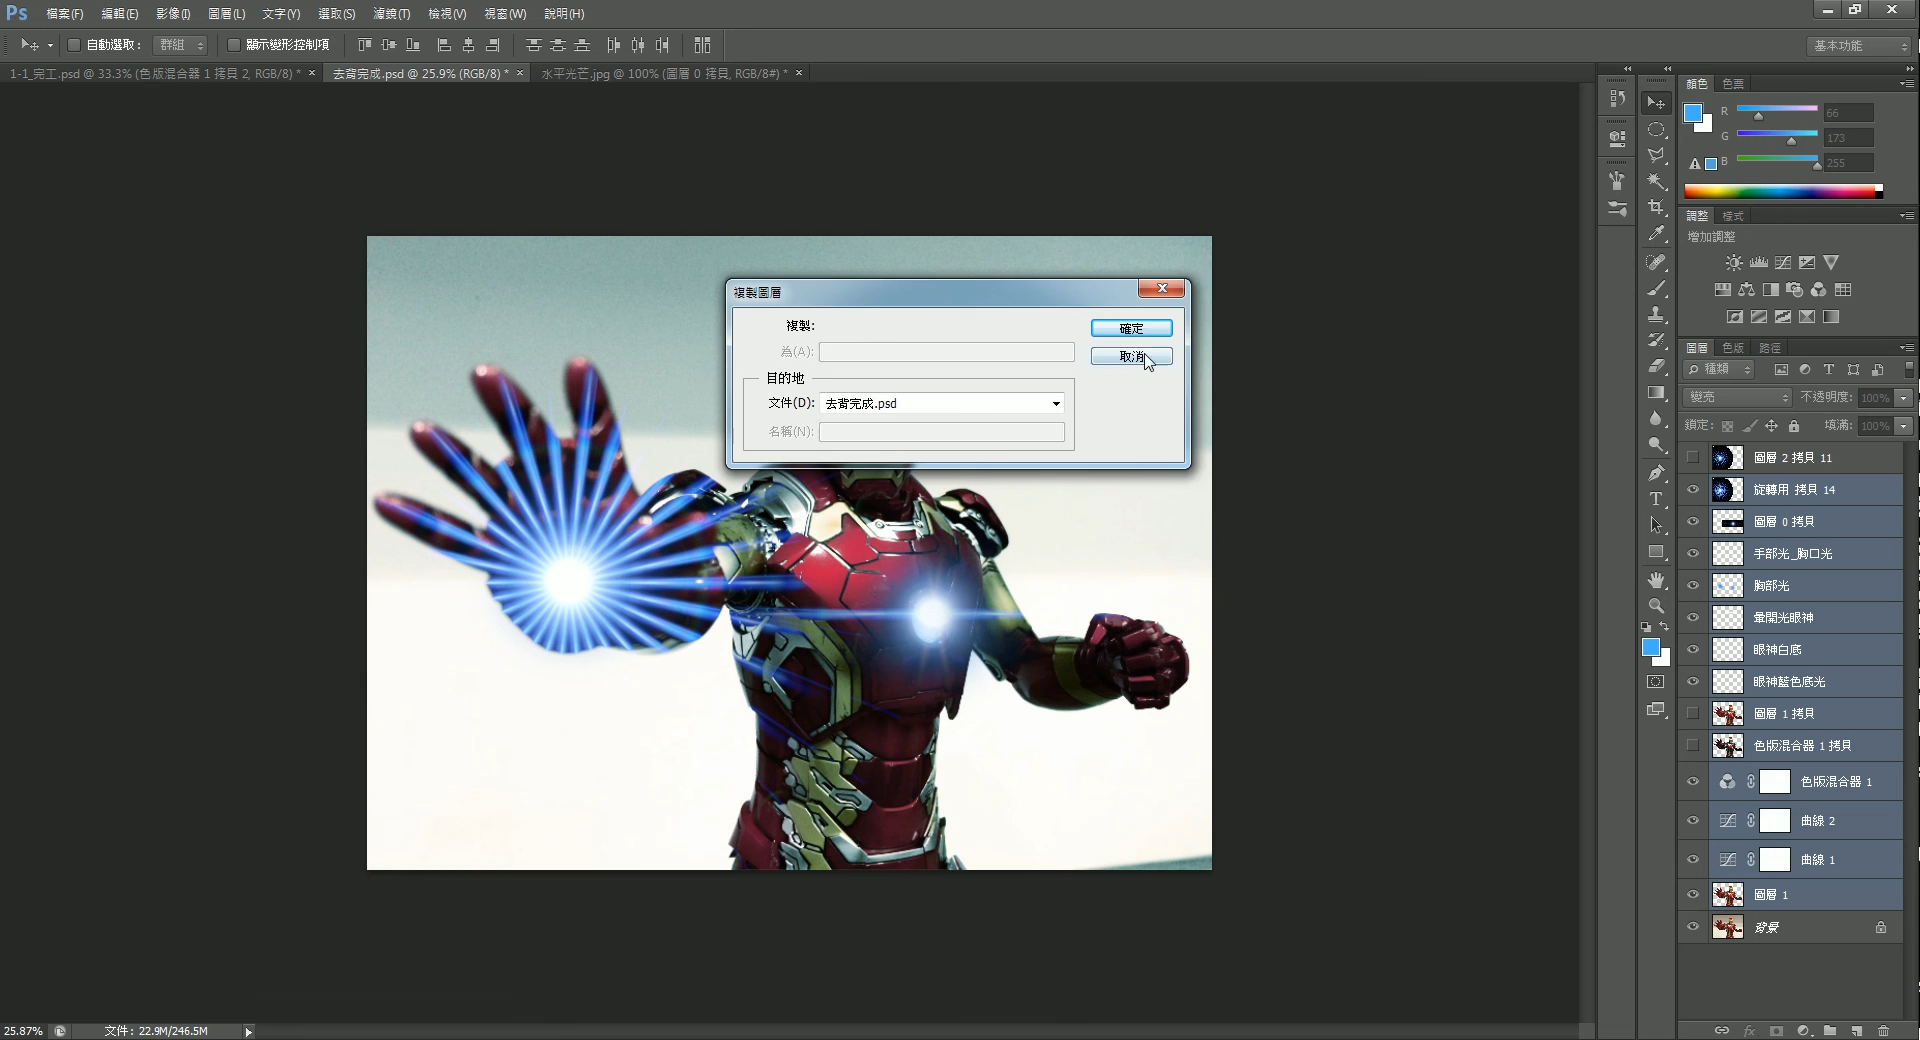 Ps 檔案(F) 編輯(E) 影像(I) 圖層(L) 文字(Y) 選取(S) 濾鏡(T) 檢視(V) 視窗(W) 說明(H)
自動選取： 群組 顯示變形控制項 基本功能
1-1_完工.psd @ 33.3% (色版混合器 1 拷貝 2, RGB/8) * × 去背完成.psd @ 25.9% (RGB/8) * × 水平光芒.jpg @ 100% (圖層 0 拷貝, RGB/8#) * ×
顏色 色票
R 66
G 173
B 255
調整 樣式
增加調整
圖層 色版 路徑
種類
變亮 不透明度: 100%
鎖定: 填滿: 100%
圖層 2 拷貝 11
旋轉用 拷貝 14
圖層 0 拷貝
手部光_胸口光
胸部光
暈開光眼神
眼神白底
眼神藍色底光
圖層 1 拷貝
色版混合器 1 拷貝
色版混合器 1
曲線 2
曲線 1
圖層 1
背景
複製圖層
複製:
確定
為(A):
取消
目的地
文件(D): 去背完成.psd
名稱(N):
T
fx
25.87% 文件: 22.9M/246.5M